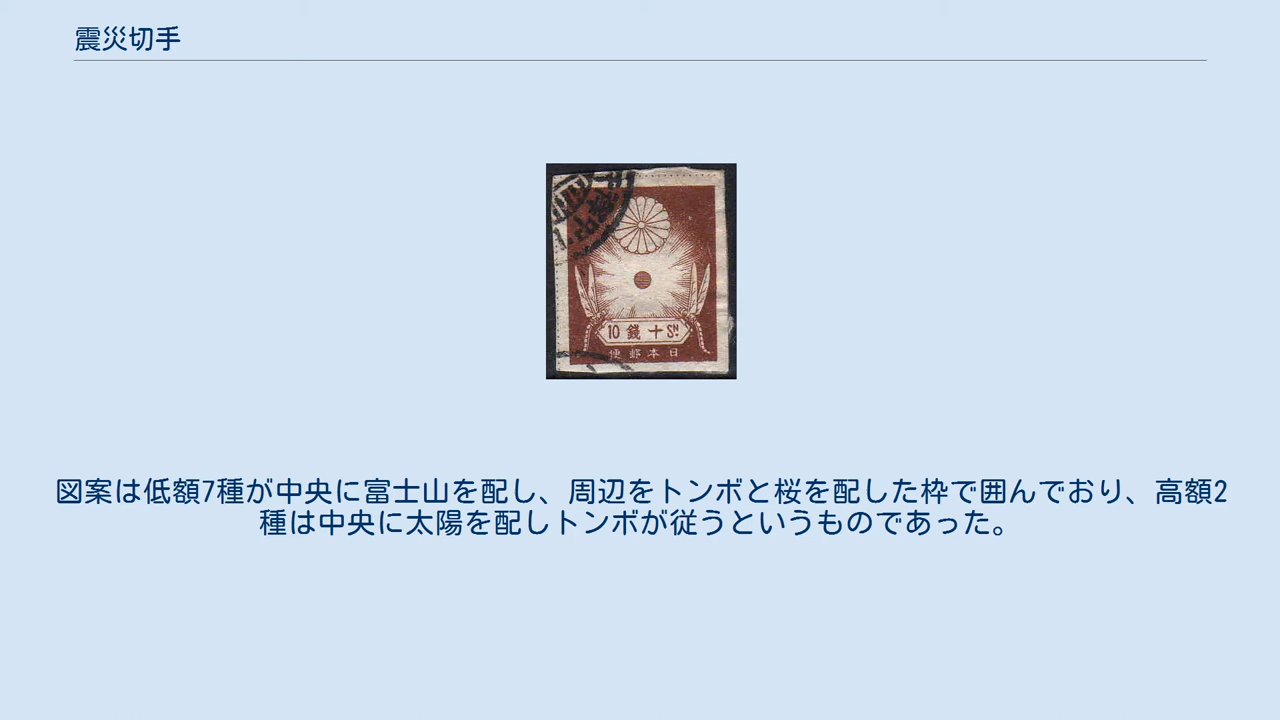 震災切手
10 錢 十 Sɴ.
便郵本日
図案は低額7種が中央に富士山を配し、周辺をトンボと桜を配した枠で囲んでおり、高額2
種は中央に太陽を配しトンボが従うというものであった。